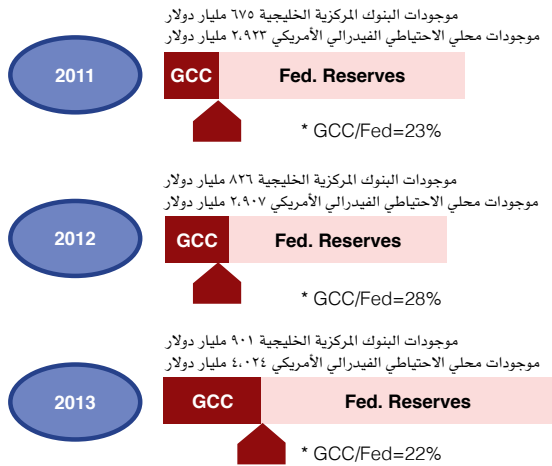 موجودات البنوك المركزية الخليجية ٦٧٥ مليار دولار
موجودات محلي الاحتياطي الفيدرالي الأمريكي ٢،٩٢٣ مليار دولار
2011
GCC Fed. Reserves
* GCC/Fed=23%
موجودات البنوك المركزية الخليجية ٨٢٦ مليار دولار
موجودات محلي الاحتياطي الفيدرالي الأمريكي ٢،٩٠٧ مليار دولار
2012
GCC Fed. Reserves
* GCC/Fed=28%
موجودات البنوك المركزية الخليجية ٩٠١ مليار دولار
موجودات محلي الاحتياطي الفيدرالي الأمريكي ٤،٠٢٤ مليار دولار
2013
GCC Fed. Reserves
* GCC/Fed=22%